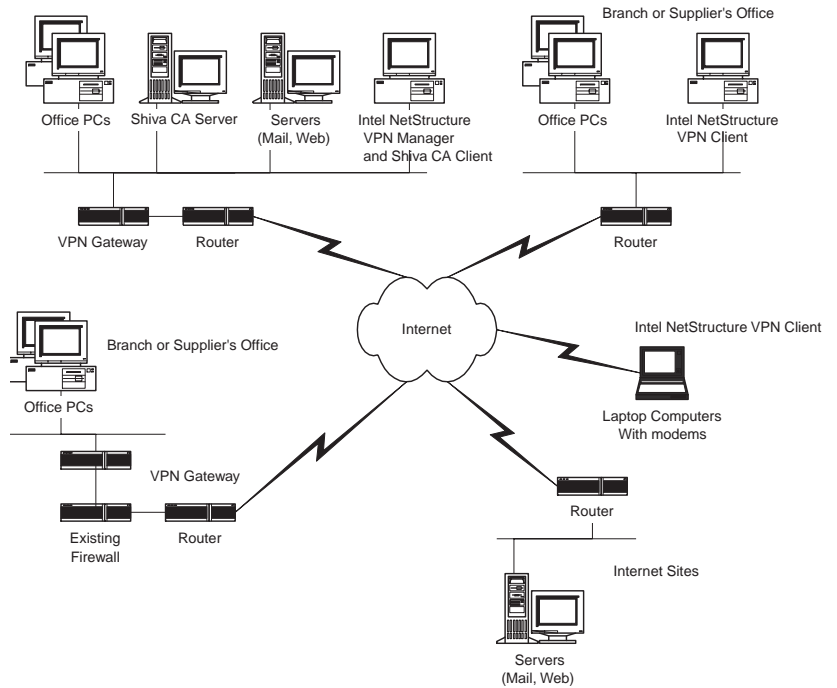 Branch or Supplier's Office
Office PCs
Shiva CA Server
Servers
(Mail, Web)
Intel NetStructure
VPN Manager
and Shiva CA Client
Office PCs
Intel NetStructure
VPN Client
VPN Gateway
Router
Router
Internet
Branch or Supplier's Office
Intel NetStructure VPN Client
Office PCs
Laptop Computers
With modems
VPN Gateway
Router
Existing
Firewall
Router
Internet Sites
Servers
(Mail, Web)